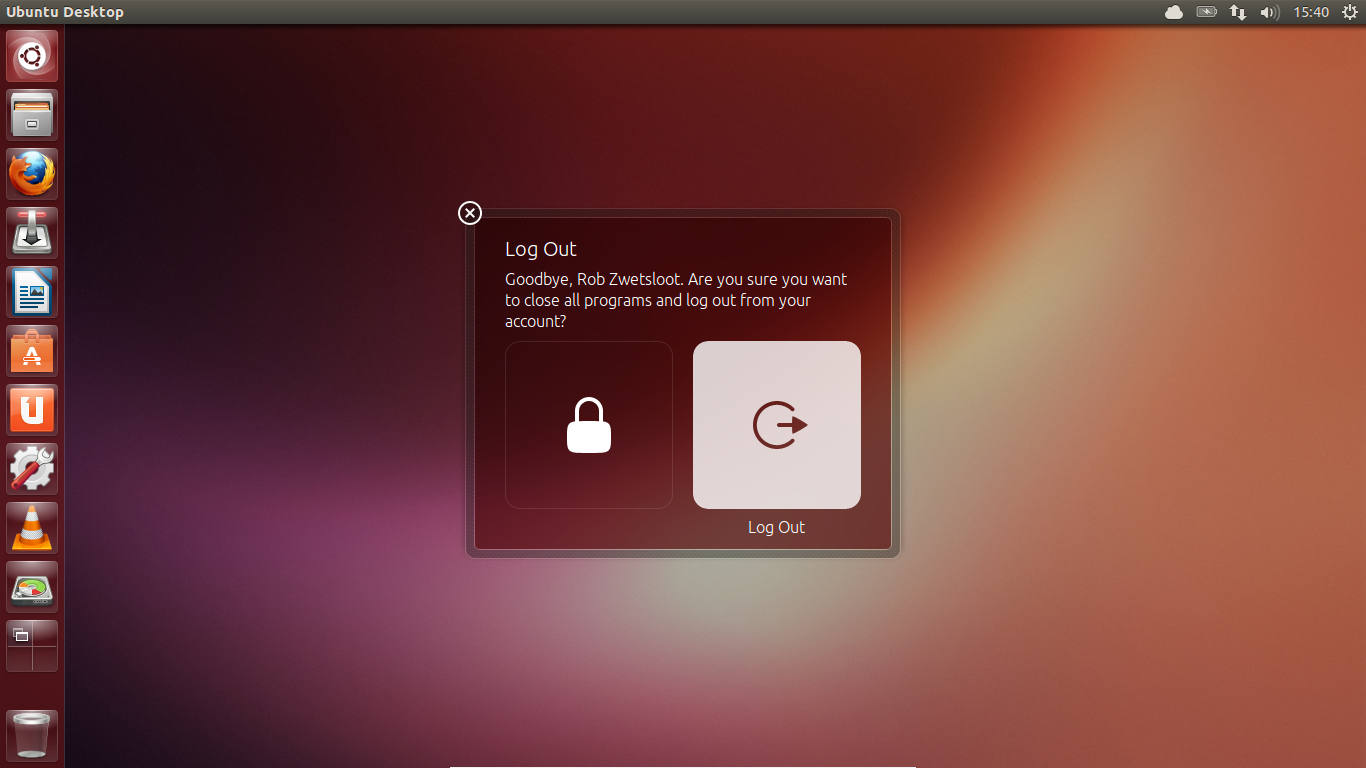 Ubuntu Desktop
15:40
Log Out
Goodbye, Rob Zwetsloot. Are you sure you want
to close all programs and log out from your
account?
Log Out